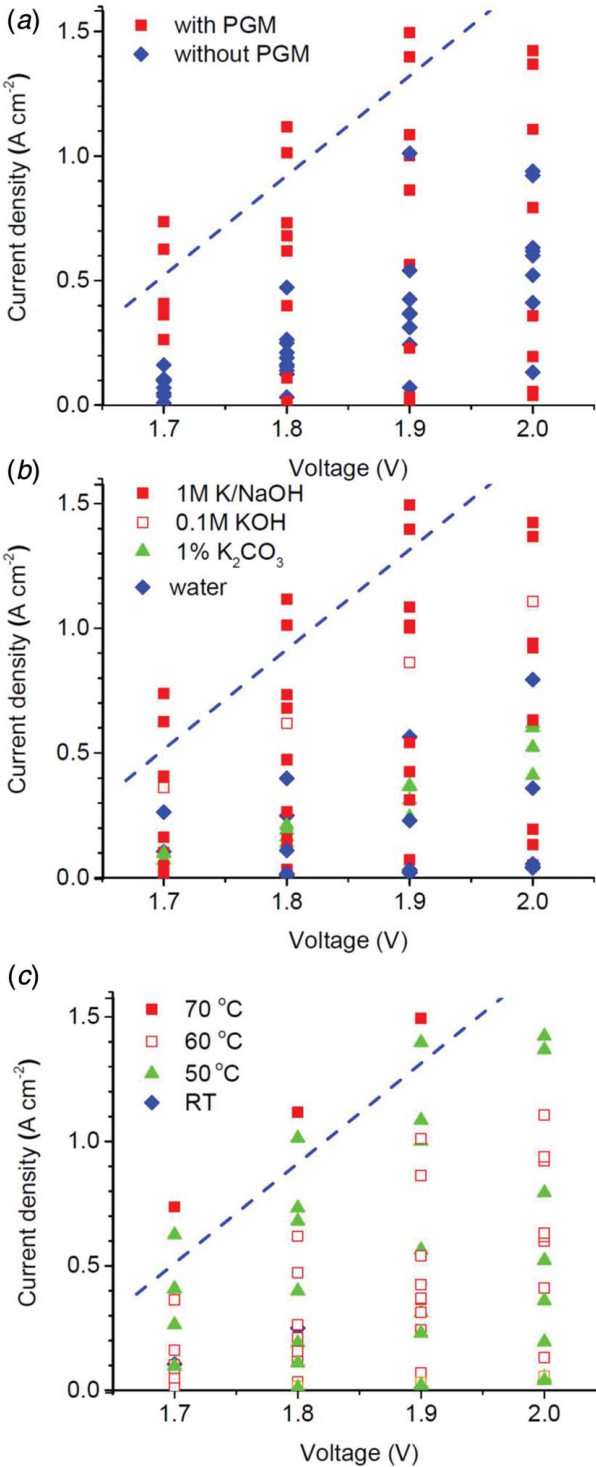 (a)
with PGM
without PGM
Current density (A cm⁻²)
1.5
1.0
0.5
0.0
1.7 1.8 1.9 2.0
Voltage (V)
(b)
1M K/NaOH
0.1M KOH
1% K₂CO₃
water
Current density (A cm⁻²)
1.5
1.0
0.5
0.0
1.7 1.8 1.9 2.0
Voltage (V)
(c)
70 °C
60 °C
50 °C
RT
Current density (A cm⁻²)
1.5
1.0
0.5
0.0
1.7 1.8 1.9 2.0
Voltage (V)